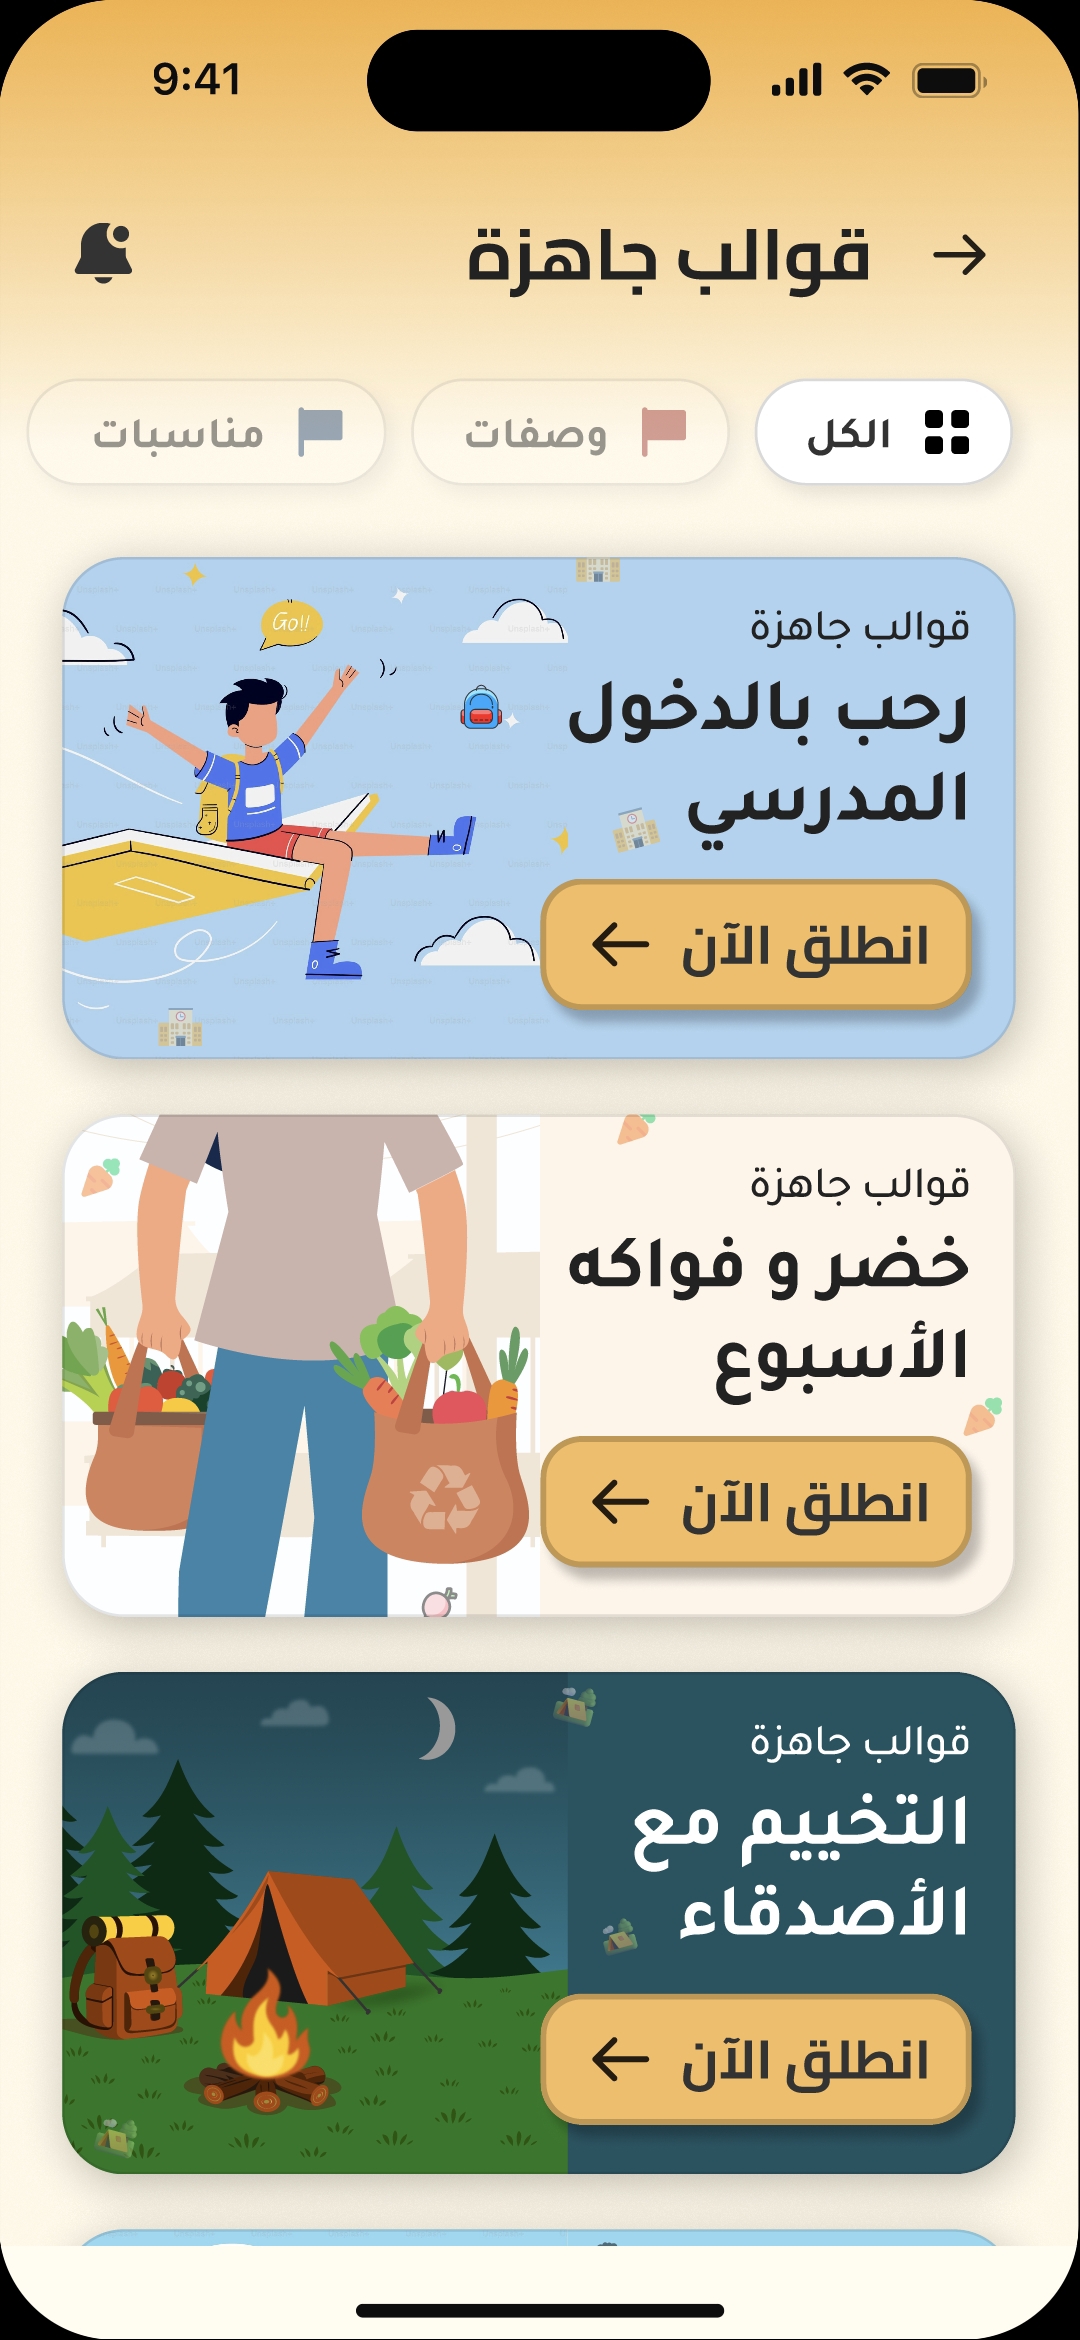 9:41
قوالب جاهزة
الكل
وصفات
مناسبات
قوالب جاهزة
رحب بالدخول
المدرسي
انطلق الآن
Go!!
قوالب جاهزة
خضر و فواكه
الأسبوع
انطلق الآن
قوالب جاهزة
التخييم مع
الأصدقاء
انطلق الآن